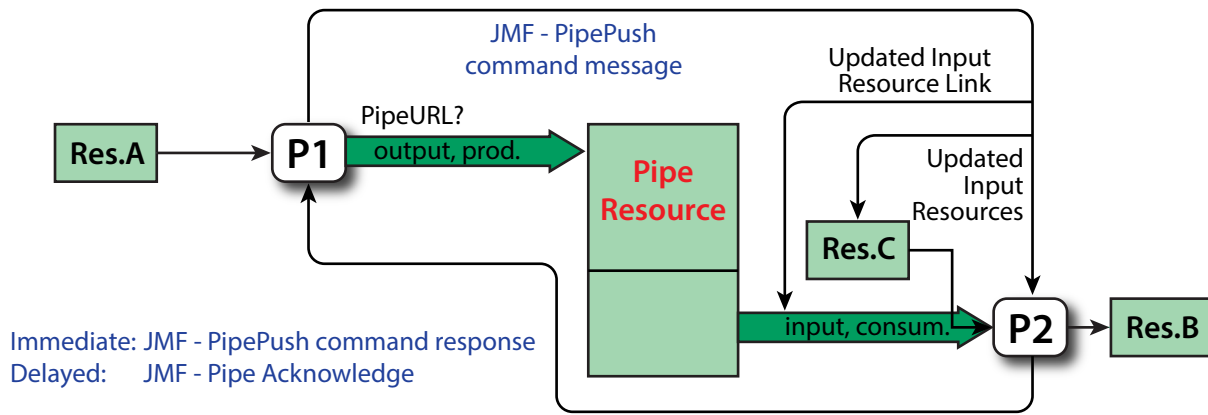 JMF - PipePush
command message
Updated Input
Resource Link
PipeURL?
Res.A
P1
output, prod.
Pipe
Resource
Updated
Input
Resources
Res.C
input, consum.
P2
Res.B
Immediate: JMF - PipePush command response
Delayed: JMF - Pipe Acknowledge